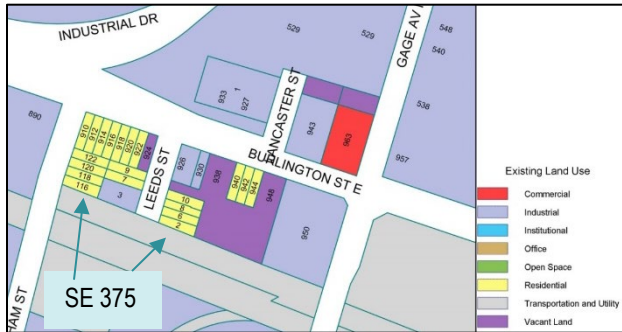 INDUSTRIAL DR
529
529
GAGE AV
548
540
538
957
LANCASTER ST
933
1
927
943
963
BURLINGTON ST E
890
910
912
914
916
918
920
922
924
122
120
118
116
9
7
3
LEEDS ST
926
930
938
940
942
944
948
10
8
6
2
950
HAM ST
SE 375
Existing Land Use
Commercial
Industrial
Institutional
Office
Open Space
Residential
Transportation and Utility
Vacant Land